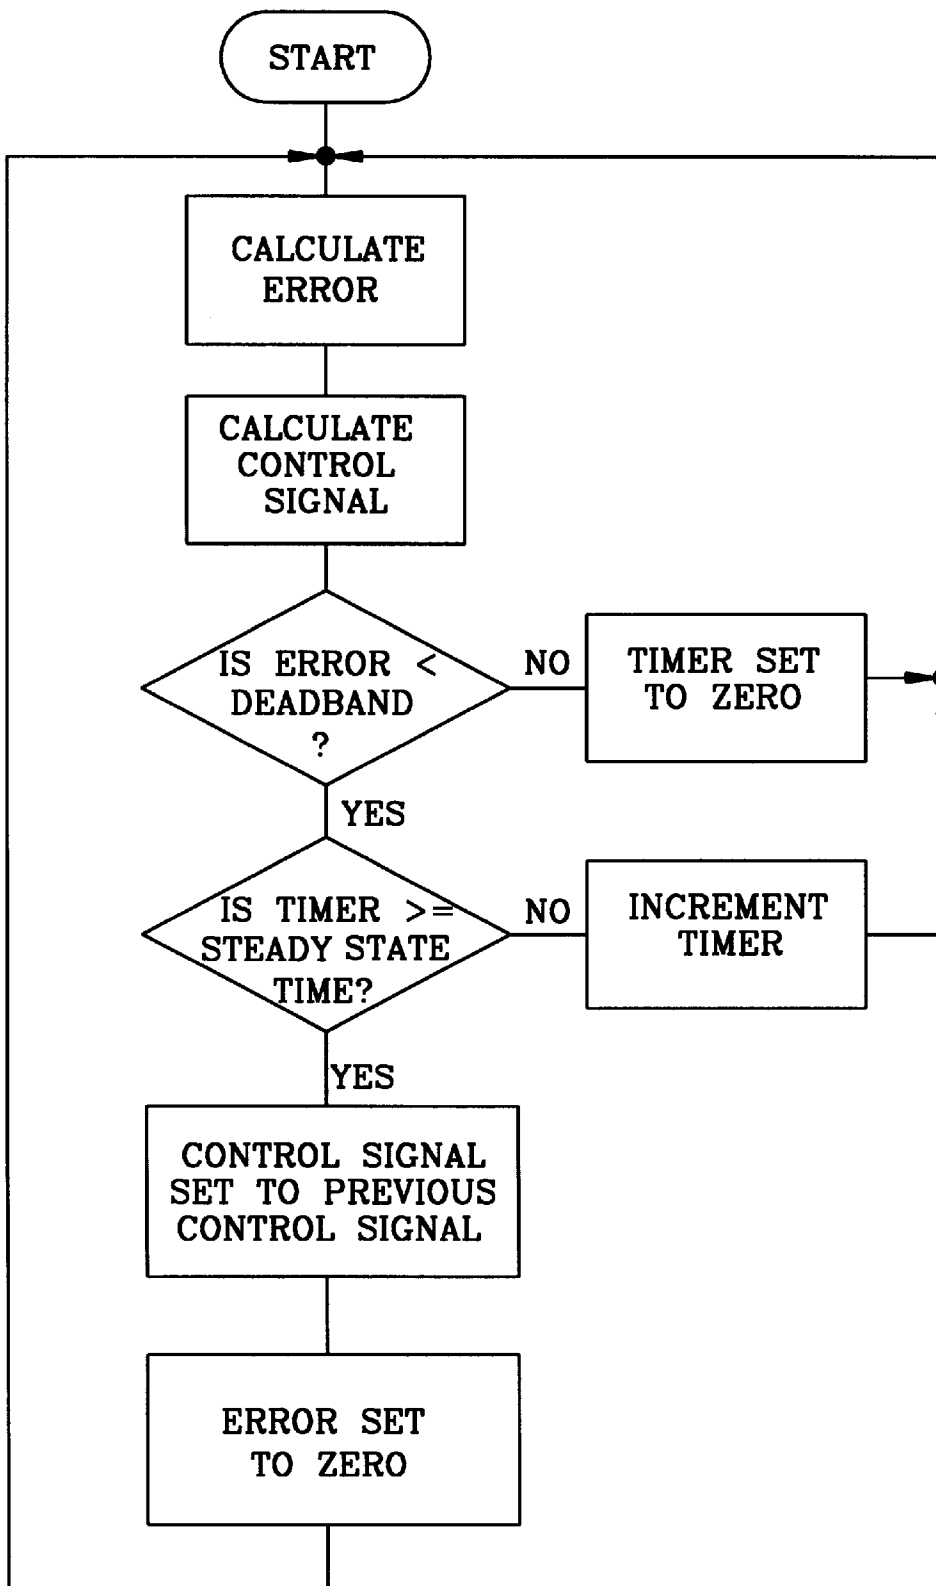 START
CALCULATE
ERROR
CALCULATE
CONTROL
SIGNAL
IS ERROR <
DEADBAND
?
NO
TIMER SET
TO ZERO
YES
IS TIMER >=
STEADY STATE
TIME?
NO
INCREMENT
TIMER
YES
CONTROL SIGNAL
SET TO PREVIOUS
CONTROL SIGNAL
ERROR SET
TO ZERO